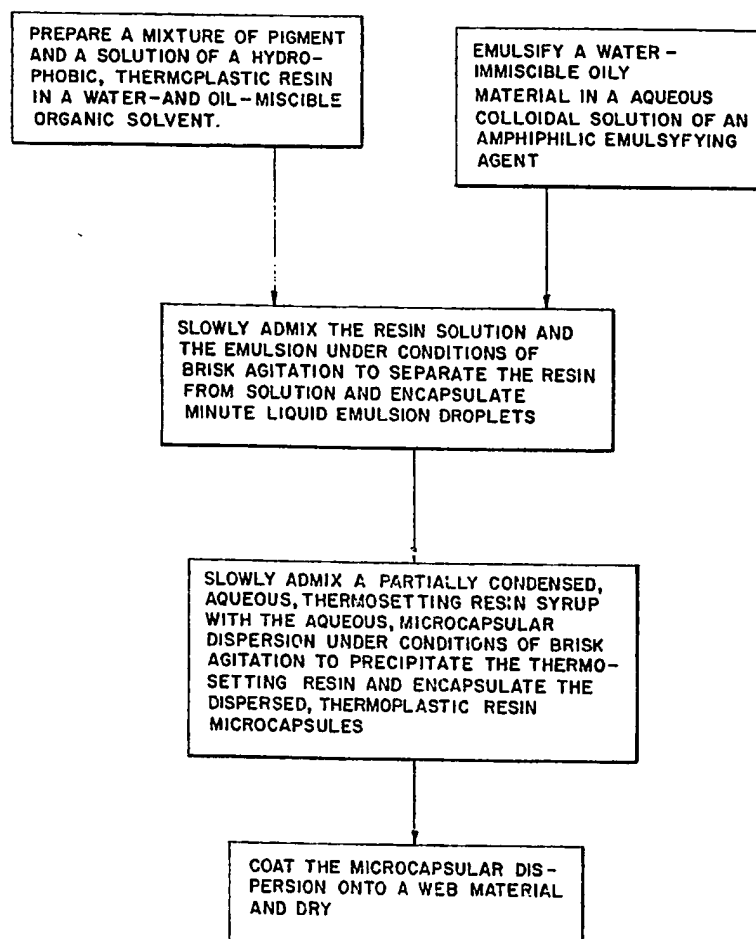 PREPARE A MIXTURE OF PIGMENT
AND A SOLUTION OF A HYDRO-
PHOBIC, THERMOPLASTIC RESIN
IN A WATER-AND OIL-MISCIBLE
ORGANIC SOLVENT.
EMULSIFY A WATER-
IMMISCIBLE OILY
MATERIAL IN A AQUEOUS
COLLOIDAL SOLUTION OF AN
AMPHIPHILIC EMULSYFYING
AGENT
SLOWLY ADMIX THE RESIN SOLUTION AND
THE EMULSION UNDER CONDITIONS OF
BRISK AGITATION TO SEPARATE THE RESIN
FROM SOLUTION AND ENCAPSULATE
MINUTE LIQUID EMULSION DROPLETS
SLOWLY ADMIX A PARTIALLY CONDENSED,
AQUEOUS, THERMOSETTING RESIN SYRUP
WITH THE AQUEOUS, MICROCAPSULAR
DISPERSION UNDER CONDITIONS OF BRISK
AGITATION TO PRECIPITATE THE THERMO-
SETTING RESIN AND ENCAPSULATE THE
DISPERSED, THERMOPLASTIC RESIN
MICROCAPSULES
COAT THE MICROCAPSULAR DIS-
PERSION ONTO A WEB MATERIAL
AND DRY